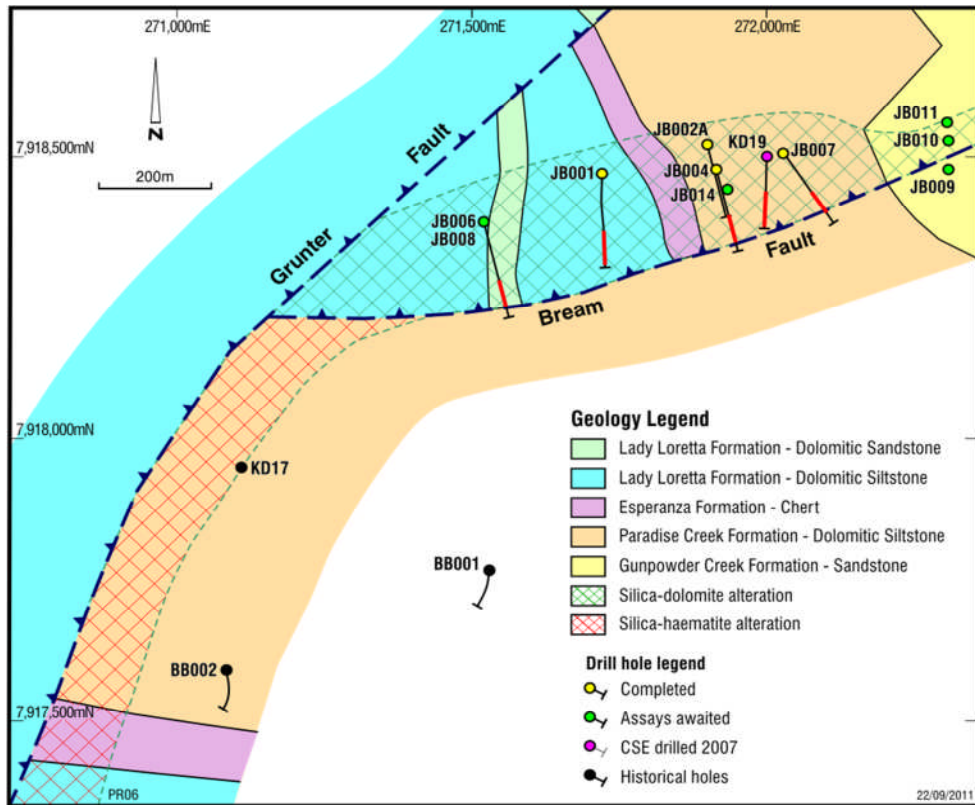 271,000mE
271,500mE
272,000mE
N
200m
7,918,500mN
7,918,000mN
7,917,500mN
Grunter
Fault
Bream
Fault
JB011
JB010
JB009
JB002A
KD19
JB007
JB004
JB014
JB001
JB006
JB008
KD17
BB001
BB002
Geology Legend
Lady Loretta Formation - Dolomitic Sandstone
Lady Loretta Formation - Dolomitic Siltstone
Esperanza Formation - Chert
Paradise Creek Formation - Dolomitic Siltstone
Gunpowder Creek Formation - Sandstone
Silica-dolomite alteration
Silica-haematite alteration
Drill hole legend
Completed
Assays awaited
CSE drilled 2007
Historical holes
PR06
22/09/2011